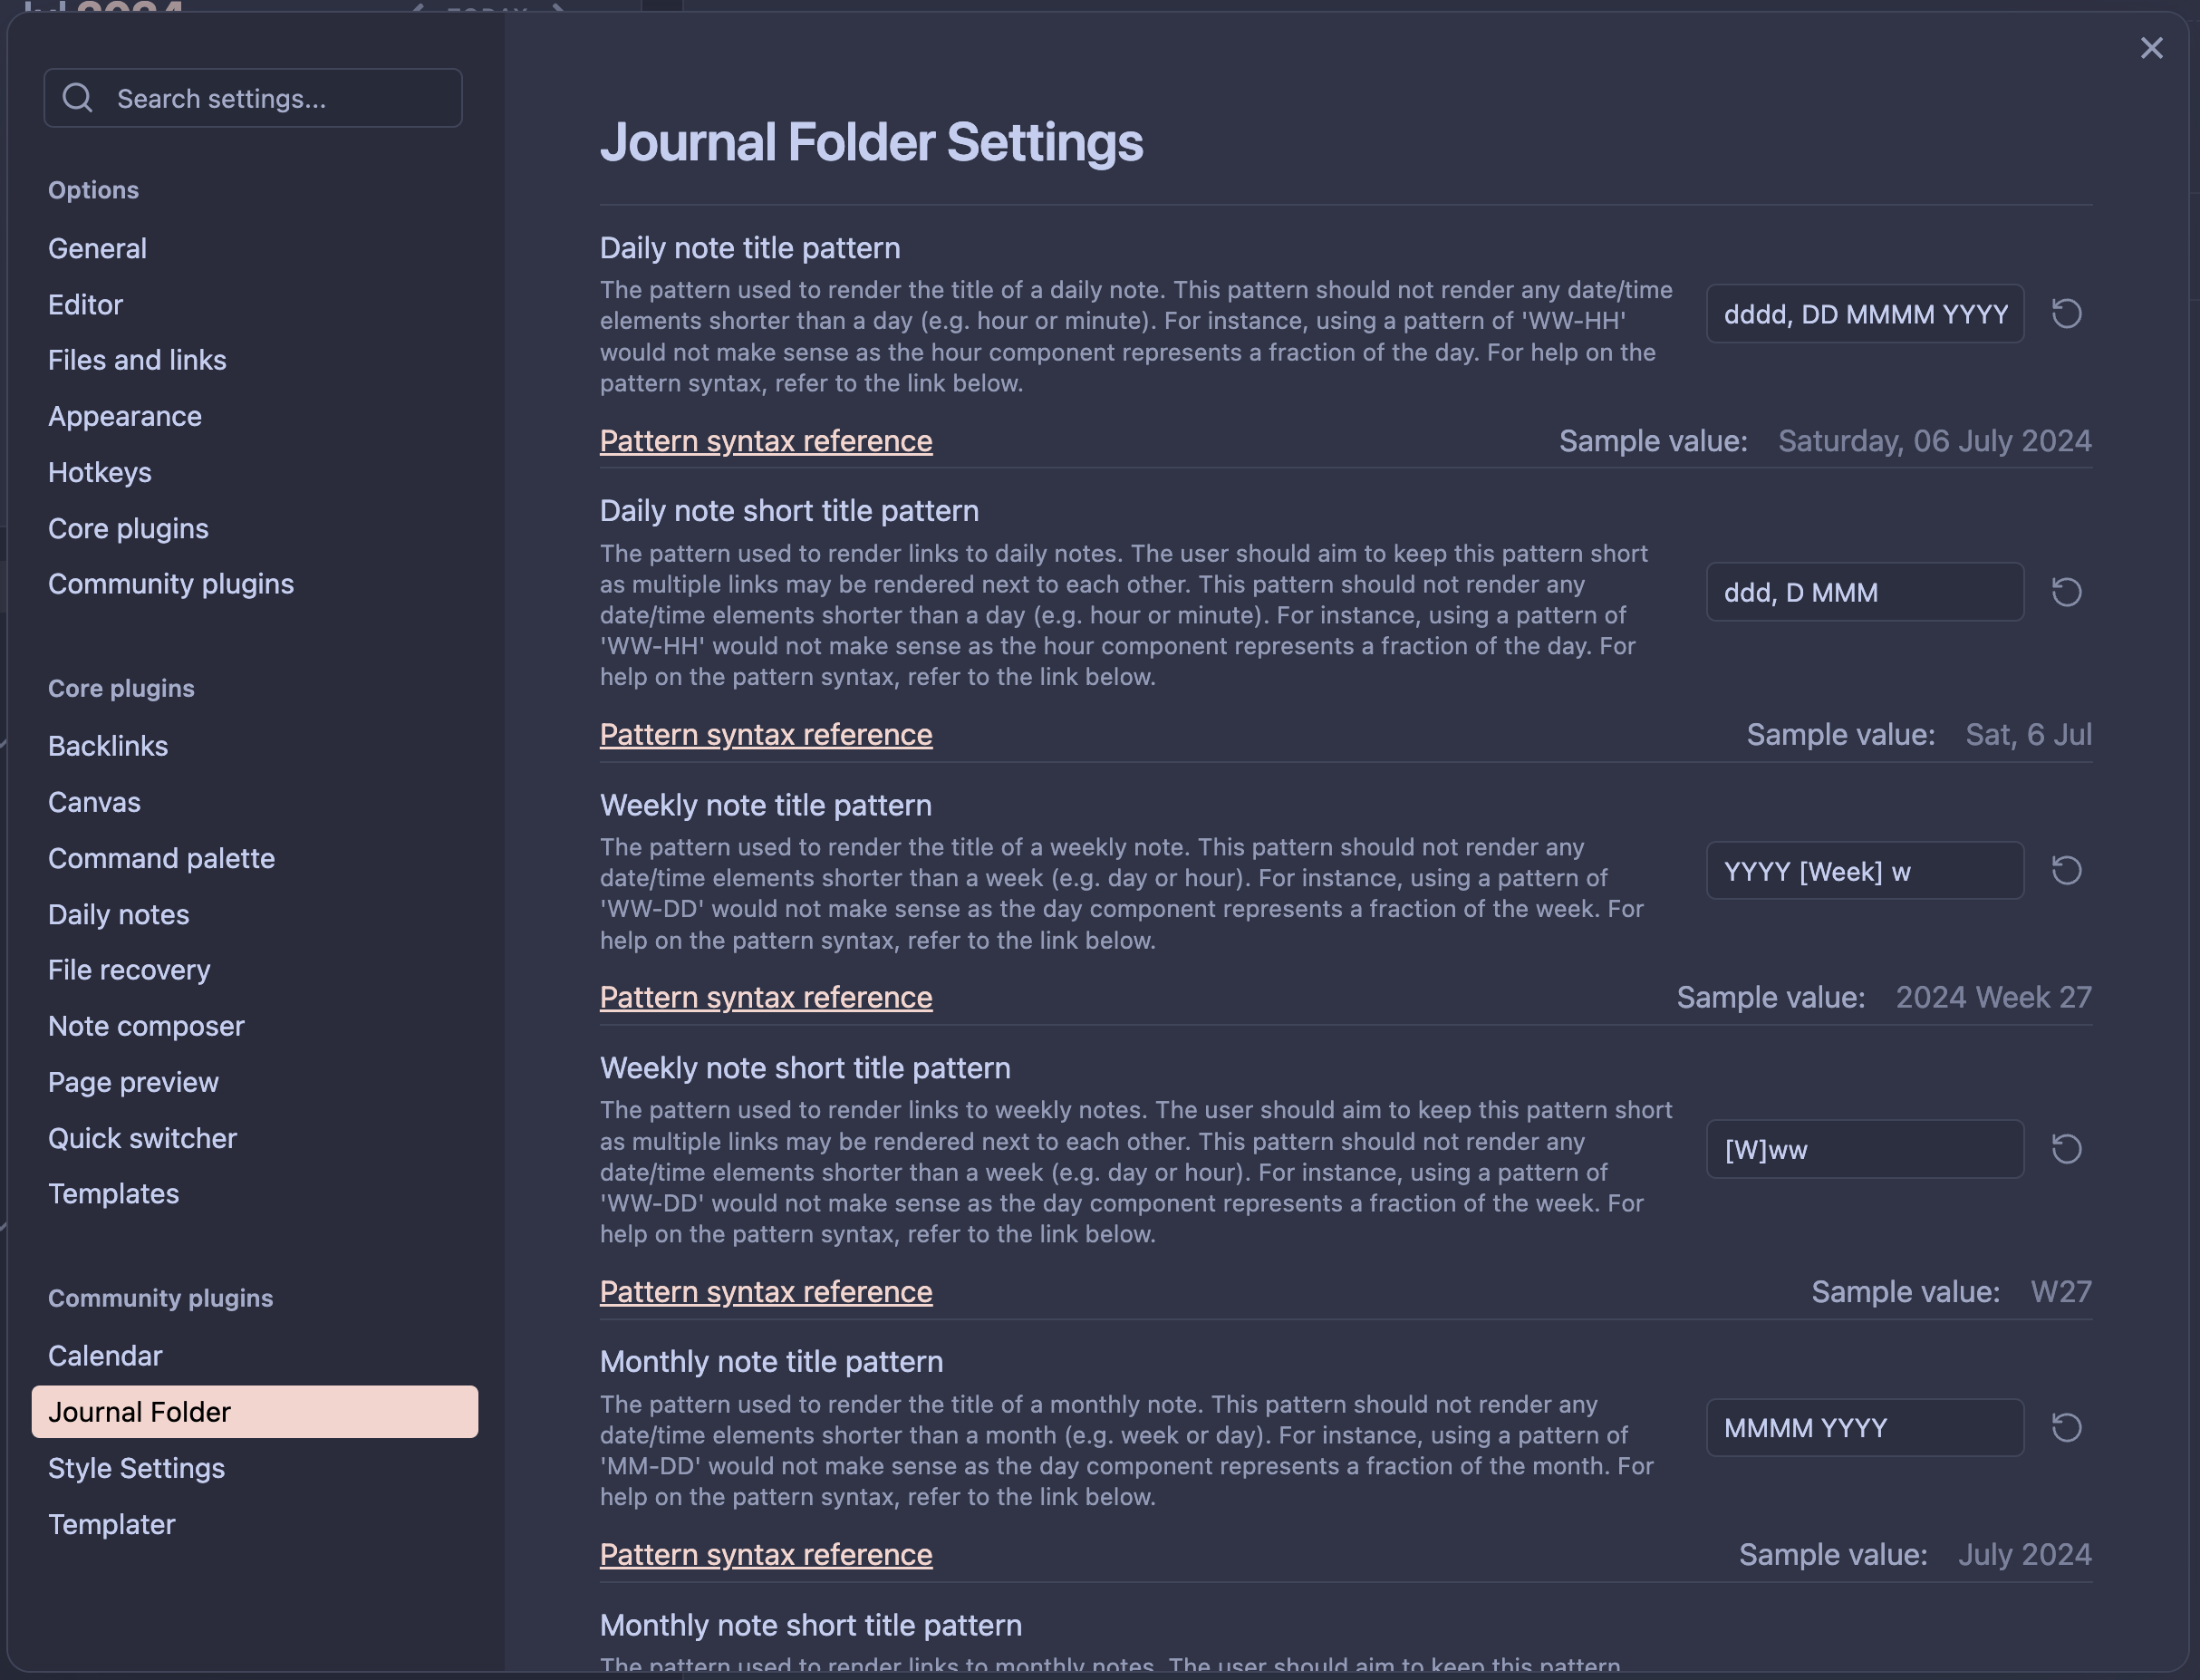 Jul 2024
TODAY
Search settings...
Options
General
Editor
Files and links
Appearance
Hotkeys
Core plugins
Community plugins
Core plugins
Backlinks
Canvas
Command palette
Daily notes
File recovery
Note composer
Page preview
Quick switcher
Templates
Community plugins
Calendar
Journal Folder
Style Settings
Templater
Journal Folder Settings
Daily note title pattern
The pattern used to render the title of a daily note. This pattern should not render any date/time
elements shorter than a day (e.g. hour or minute). For instance, using a pattern of 'WW-HH'
would not make sense as the hour component represents a fraction of the day. For help on the
pattern syntax, refer to the link below.
dddd, DD MMMM YYYY
Pattern syntax reference
Sample value: Saturday, 06 July 2024
Daily note short title pattern
The pattern used to render links to daily notes. The user should aim to keep this pattern short
as multiple links may be rendered next to each other. This pattern should not render any
date/time elements shorter than a day (e.g. hour or minute). For instance, using a pattern of
'WW-HH' would not make sense as the hour component represents a fraction of the day. For
help on the pattern syntax, refer to the link below.
ddd, D MMM
Pattern syntax reference
Sample value: Sat, 6 Jul
Weekly note title pattern
The pattern used to render the title of a weekly note. This pattern should not render any
date/time elements shorter than a week (e.g. day or hour). For instance, using a pattern of
'WW-DD' would not make sense as the day component represents a fraction of the week. For
help on the pattern syntax, refer to the link below.
YYYY [Week] w
Pattern syntax reference
Sample value: 2024 Week 27
Weekly note short title pattern
The pattern used to render links to weekly notes. The user should aim to keep this pattern short
as multiple links may be rendered next to each other. This pattern should not render any
date/time elements shorter than a week (e.g. day or hour). For instance, using a pattern of
'WW-DD' would not make sense as the day component represents a fraction of the week. For
help on the pattern syntax, refer to the link below.
[W]ww
Pattern syntax reference
Sample value: W27
Monthly note title pattern
The pattern used to render the title of a monthly note. This pattern should not render any
date/time elements shorter than a month (e.g. week or day). For instance, using a pattern of
'MM-DD' would not make sense as the day component represents a fraction of the month. For
help on the pattern syntax, refer to the link below.
MMMM YYYY
Pattern syntax reference
Sample value: July 2024
Monthly note short title pattern
The pattern used to render links to monthly notes. The user should aim to keep this pattern